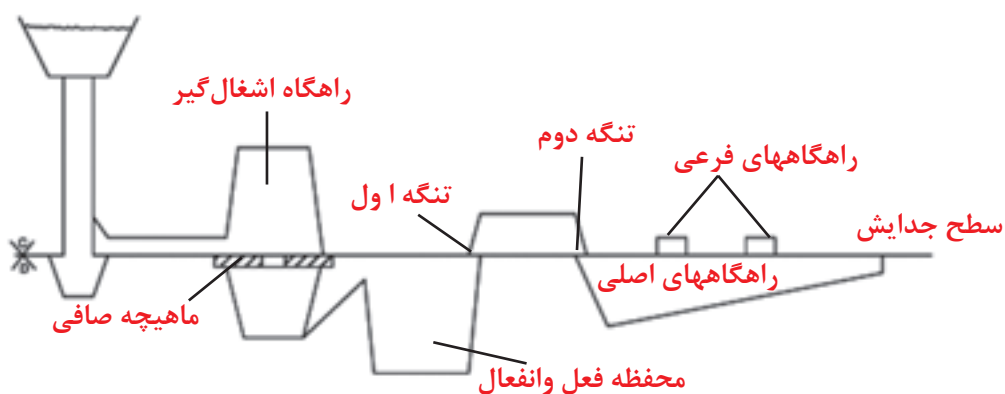 راهگاه اشغال‌گیر
تنگه دوم
راهگاههای فرعی
تنگه ا ول
سطح جدایش
راهگاههای اصلی
ماهیچه صافی
محفظه فعل وانفعال